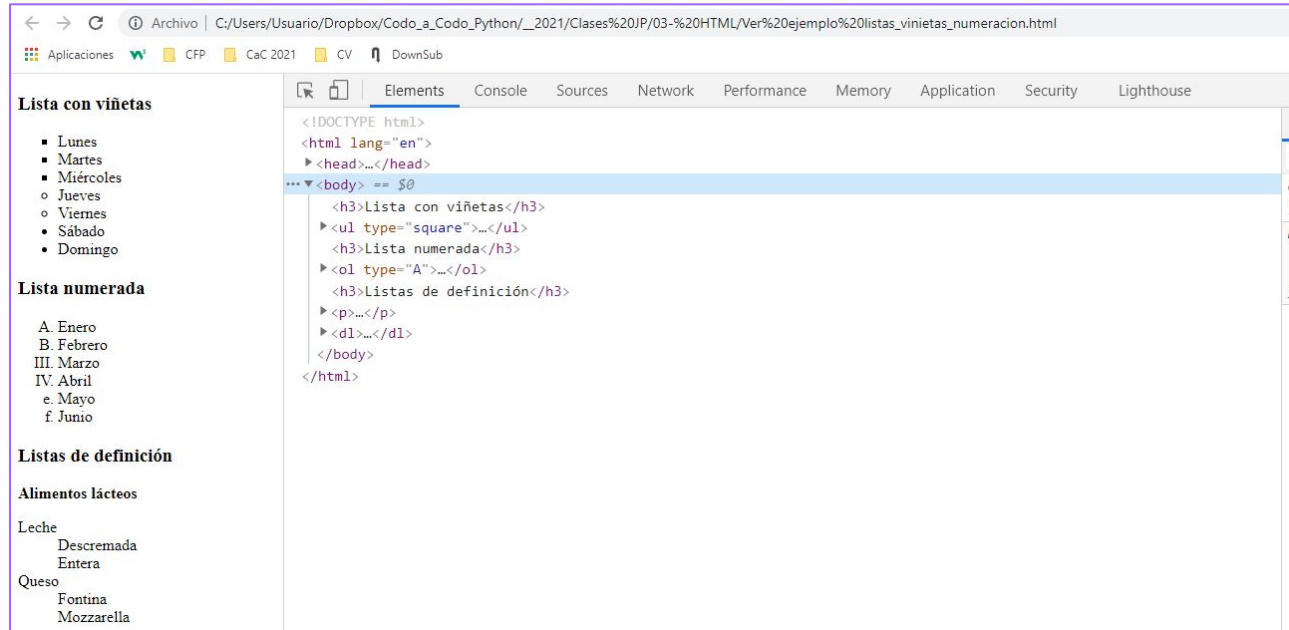 Archivo | C:/Users/Usuario/Dropbox/Codo_a_Codo_Python/__2021/Clases%20JP/03-%20HTML/Ver%20ejemplo%20listas_vinietas_numeracion.html
Aplicaciones CFP CaC 2021 CV DownSub
Elements Console Sources Network Performance Memory Application Security Lighthouse
Lista con viñetas
▪ Lunes
▪ Martes
▪ Miércoles
○ Jueves
○ Viernes
• Sábado
• Domingo
Lista numerada
A. Enero
B. Febrero
III. Marzo
IV. Abril
e. Mayo
f. Junio
Listas de definición
Alimentos lácteos
Leche
Descremada
Entera
Queso
Fontina
Mozzarella
<!DOCTYPE html>
<html lang="en">
▶<head>…</head>
••• ▼<body> == $0
<h3>Lista con viñetas</h3>
▶<ul type="square">…</ul>
<h3>Lista numerada</h3>
▶<ol type="A">…</ol>
<h3>Listas de definición</h3>
▶<p>…</p>
▶<dl>…</dl>
</body>
</html>